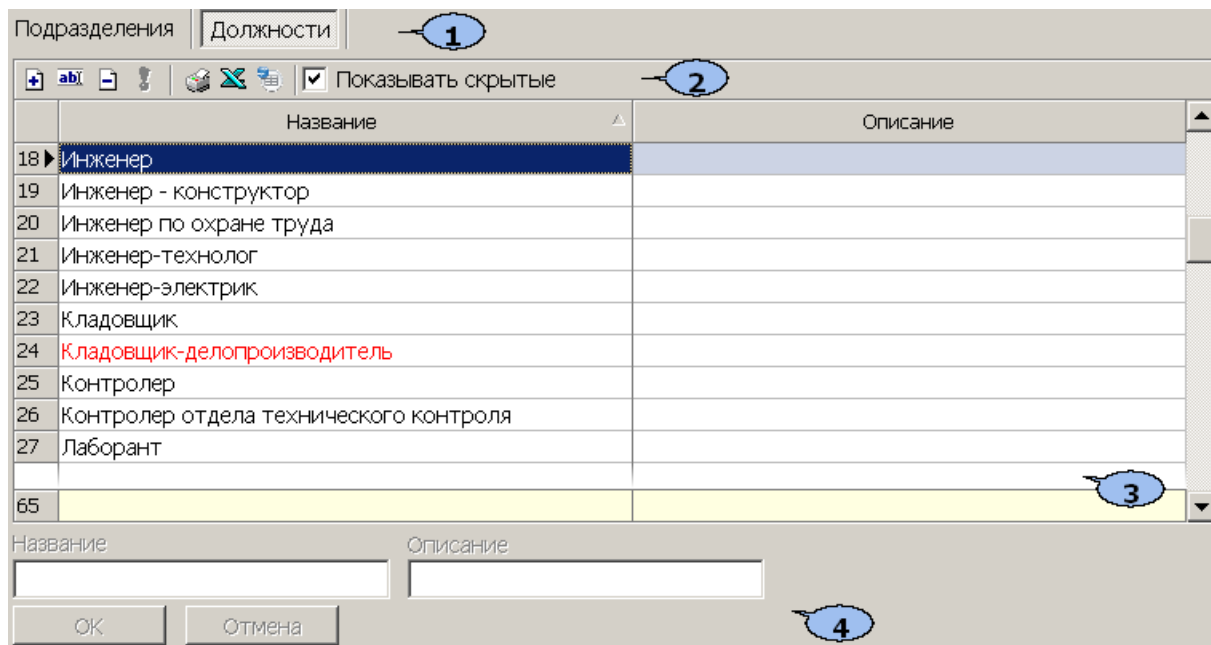 Подразделения Должности 1
abI Показывать скрытые 2
Название Описание
18 Инженер
19 Инженер - конструктор
20 Инженер по охране труда
21 Инженер-технолог
22 Инженер-электрик
23 Кладовщик
24 Кладовщик-делопроизводитель
25 Контролер
26 Контролер отдела технического контроля
27 Лаборант
3
65
Название Описание
OK Отмена 4